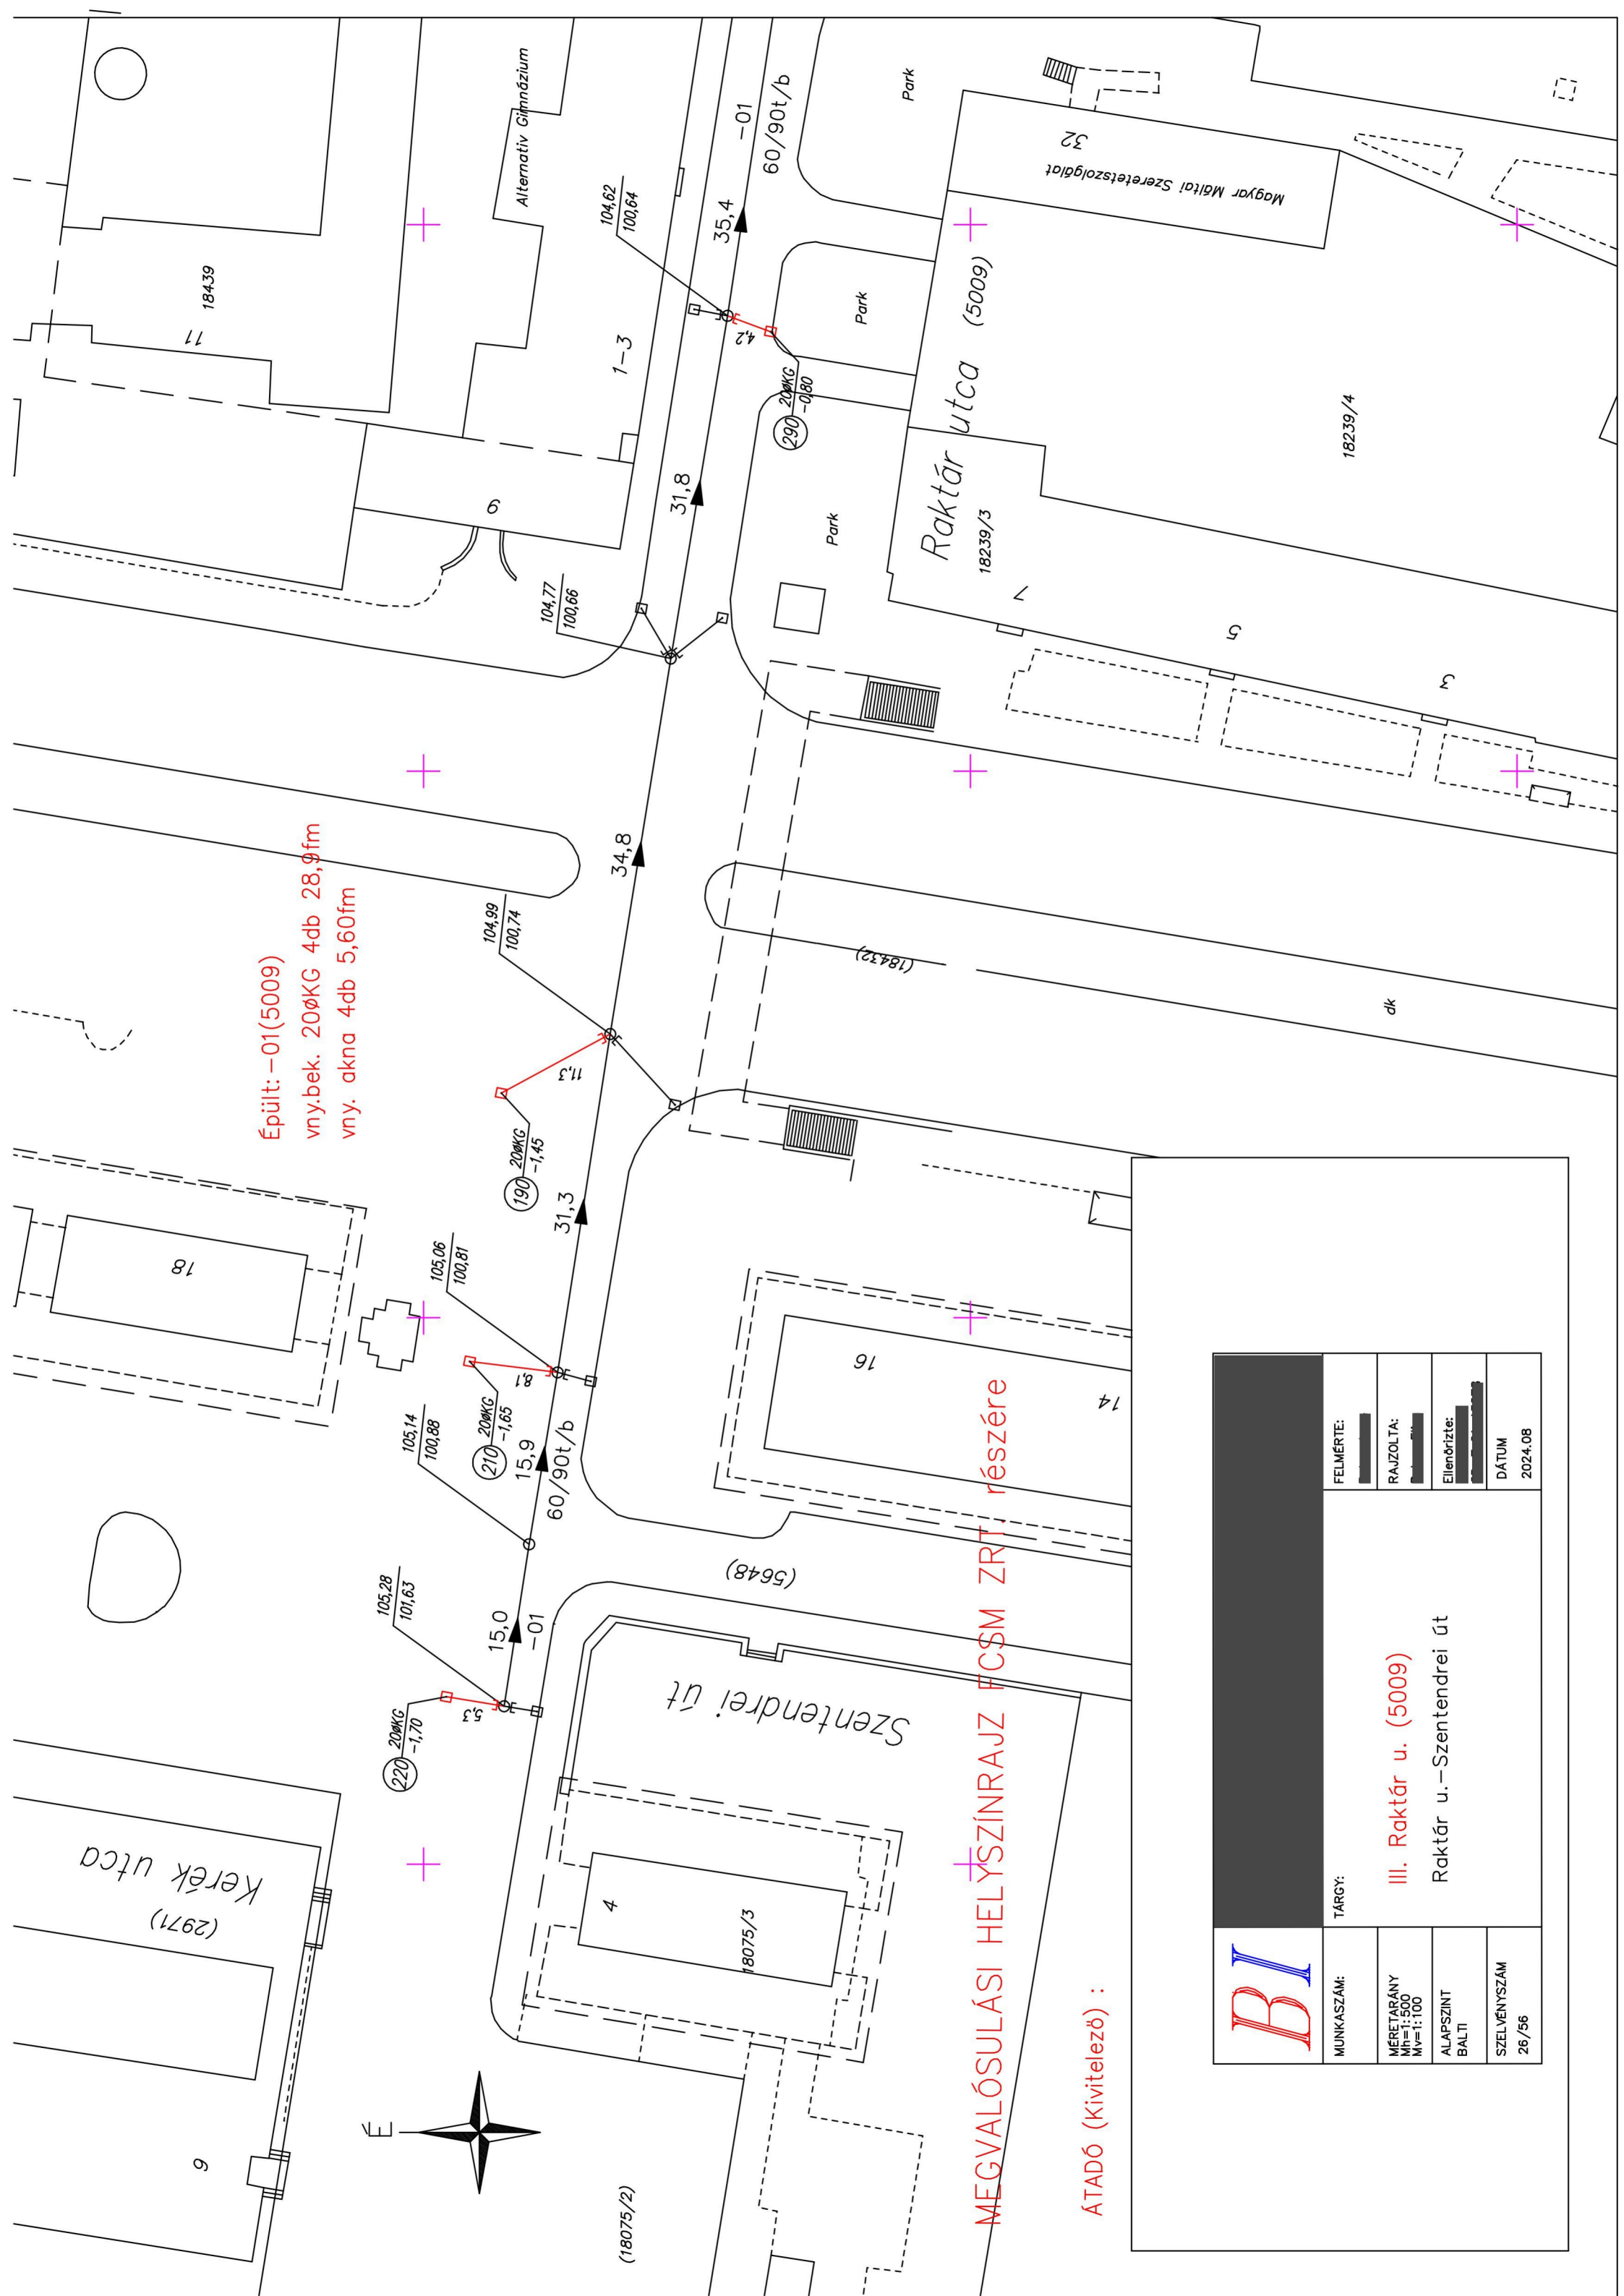 Alternatív Gimnázium
18439
11
1-3
9
104,62
100,64
35,4
-01
60/90t/b
Park
32
Magyar Máltai Szeretetszolgálat
Park
4,2
290
20øKG
-0,80
31,8
Raktár utca (5009)
18239/4
18239/3
Park
7
5
3
104,77
100,66
34,8
Épült: -01(5009)
vny.bek. 20øKG 4db 28,9fm
vny. akna 4db 5,60fm
104,99
100,74
(18432)
dk
11,3
190
20øKG
-1,45
31,3
18
105,06
100,81
8,1
210
20øKG
-1,65
15,9
60/90t/b
105,14
100,88
16
14
(5648)
105,28
101,63
15,0
-01
5,3
220
20øKG
-1,70
Szentendrei út
Kerék utca
(2971)
4
18075/3
9
É
(18075/2)
MEGVALÓSULÁSI HELYSZÍNRAJZ FCSM ZRT. részére
ÁTADÓ (Kivitelező) :
BI
MUNKASZÁM:
TÁRGY:
FELMÉRTE:
MÉRETARÁNY
Mh=1:500
Mv=1:100
III. Raktár u. (5009)
RAJZOLTA:
ALAPSZINT
BALTI
Raktár u.-Szentendrei út
Ellenőrizte:
SZELVÉNYSZÁM
26/56
DÁTUM
2024.08